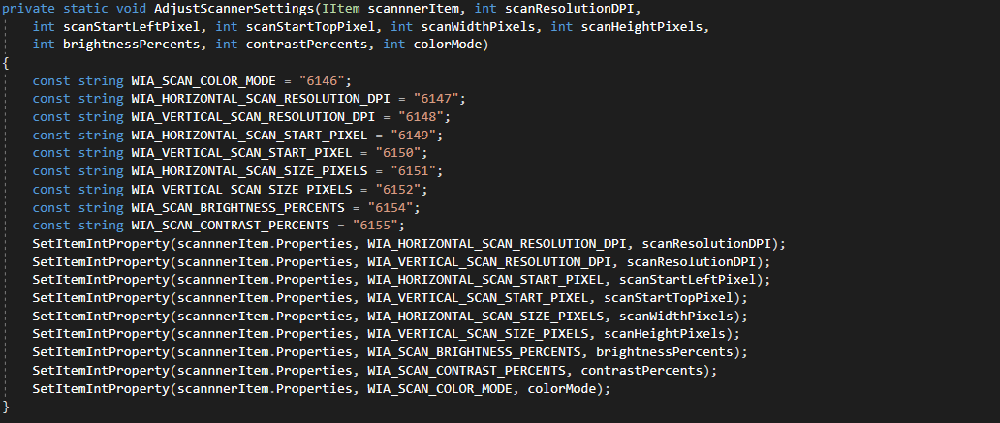 private static void AdjustScannerSettings(IItem scannnerItem, int scanResolutionDPI,
    int scanStartLeftPixel, int scanStartTopPixel, int scanWidthPixels, int scanHeightPixels,
    int brightnessPercents, int contrastPercents, int colorMode)
{
    const string WIA_SCAN_COLOR_MODE = "6146";
    const string WIA_HORIZONTAL_SCAN_RESOLUTION_DPI = "6147";
    const string WIA_VERTICAL_SCAN_RESOLUTION_DPI = "6148";
    const string WIA_HORIZONTAL_SCAN_START_PIXEL = "6149";
    const string WIA_VERTICAL_SCAN_START_PIXEL = "6150";
    const string WIA_HORIZONTAL_SCAN_SIZE_PIXELS = "6151";
    const string WIA_VERTICAL_SCAN_SIZE_PIXELS = "6152";
    const string WIA_SCAN_BRIGHTNESS_PERCENTS = "6154";
    const string WIA_SCAN_CONTRAST_PERCENTS = "6155";
    SetItemIntProperty(scannnerItem.Properties, WIA_HORIZONTAL_SCAN_RESOLUTION_DPI, scanResolutionDPI);
    SetItemIntProperty(scannnerItem.Properties, WIA_VERTICAL_SCAN_RESOLUTION_DPI, scanResolutionDPI);
    SetItemIntProperty(scannnerItem.Properties, WIA_HORIZONTAL_SCAN_START_PIXEL, scanStartLeftPixel);
    SetItemIntProperty(scannnerItem.Properties, WIA_VERTICAL_SCAN_START_PIXEL, scanStartTopPixel);
    SetItemIntProperty(scannnerItem.Properties, WIA_HORIZONTAL_SCAN_SIZE_PIXELS, scanWidthPixels);
    SetItemIntProperty(scannnerItem.Properties, WIA_VERTICAL_SCAN_SIZE_PIXELS, scanHeightPixels);
    SetItemIntProperty(scannnerItem.Properties, WIA_SCAN_BRIGHTNESS_PERCENTS, brightnessPercents);
    SetItemIntProperty(scannnerItem.Properties, WIA_SCAN_CONTRAST_PERCENTS, contrastPercents);
    SetItemIntProperty(scannnerItem.Properties, WIA_SCAN_COLOR_MODE, colorMode);
}